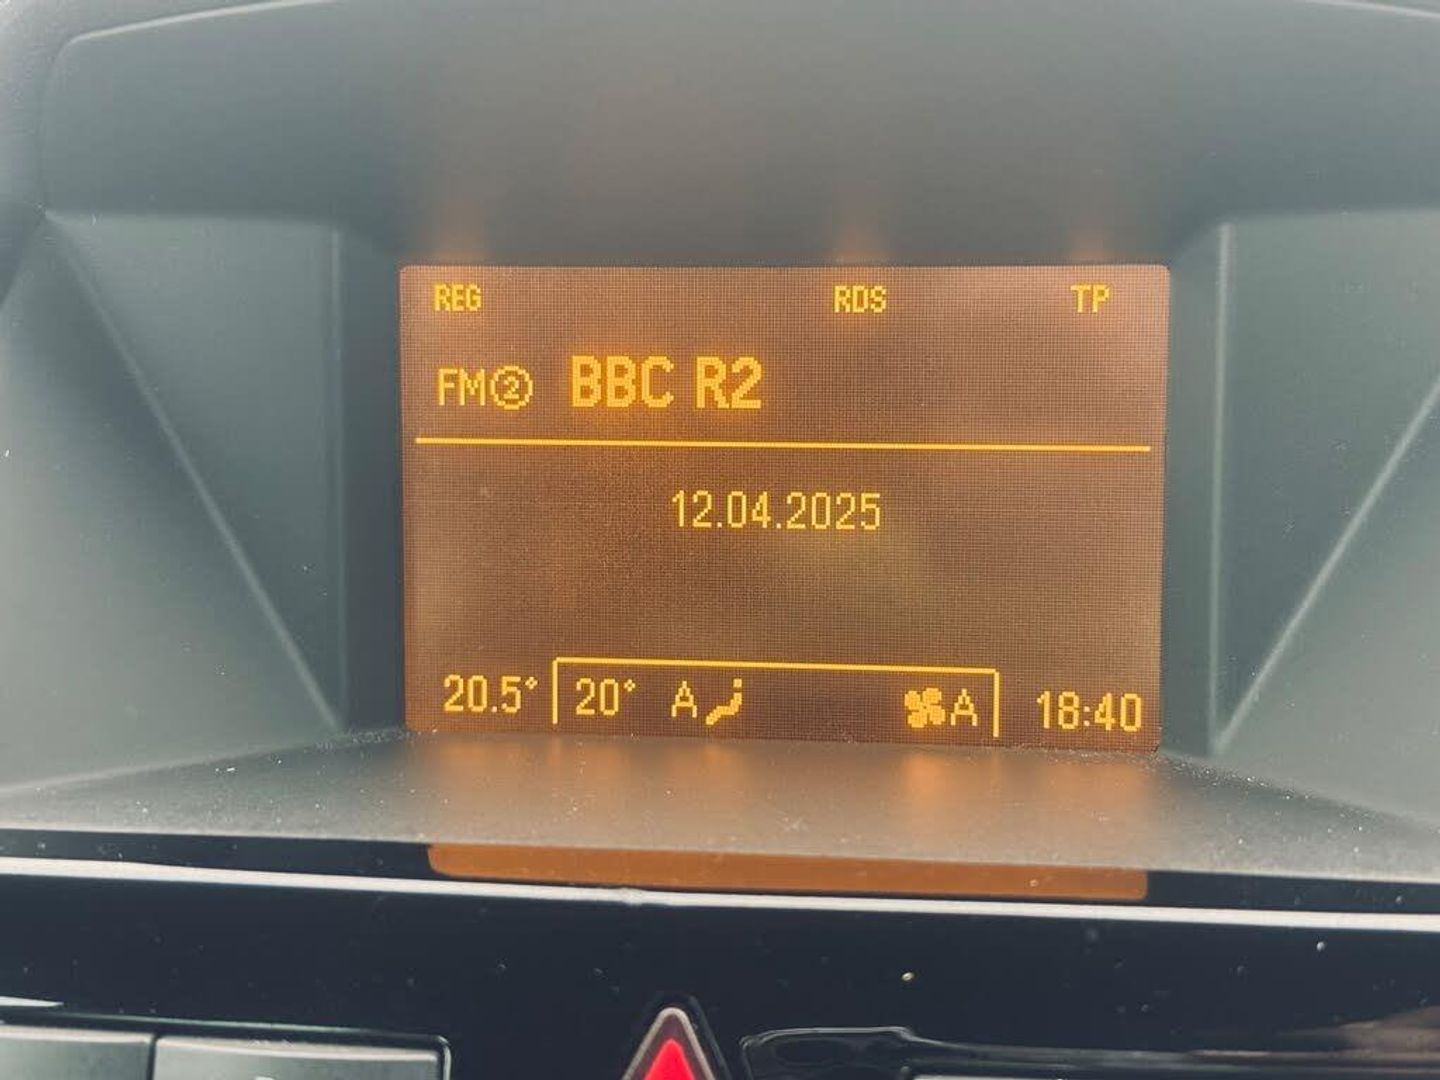 REG RDS TP
FM② BBC R2
12.04.2025
20.5° 20° A A 18:40